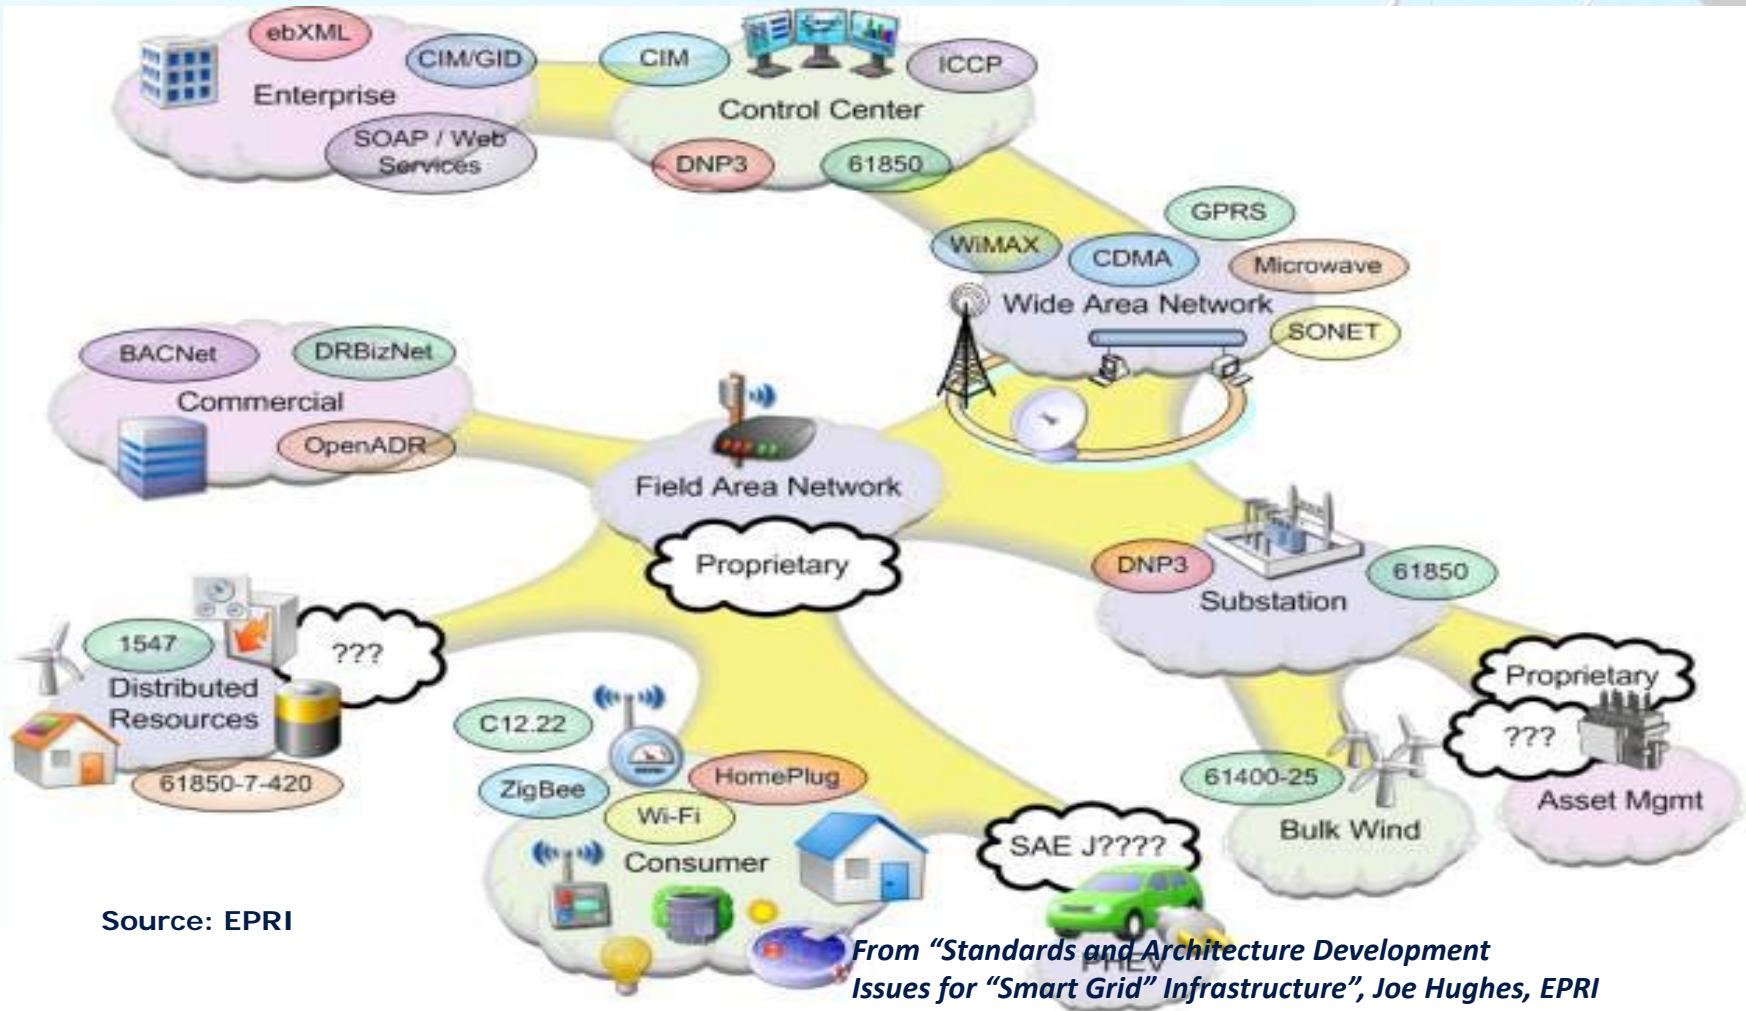 ebXML
CIM/GID
Enterprise
SOAP / Web
Services
CIM
ICCP
Control Center
DNP3
61850
GPRS
WiMAX
CDMA
Microwave
Wide Area Network
SONET
BACNet
DRBizNet
Commercial
OpenADR
Field Area Network
Proprietary
DNP3
61850
Substation
1547
???
Distributed
Resources
61850-7-420
C12.22
ZigBee
HomePlug
Wi-Fi
Consumer
SAE J????
PHEV
61400-25
Bulk Wind
Proprietary
???
Asset Mgmt
Source: EPRI
From “Standards and Architecture Development
Issues for “Smart Grid” Infrastructure”, Joe Hughes, EPRI